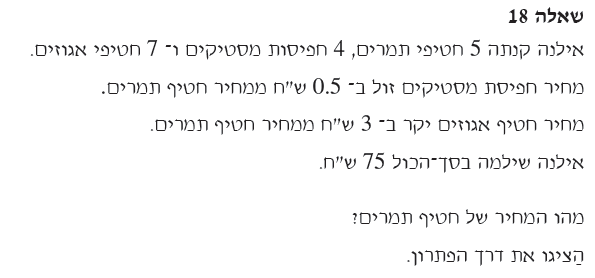 שאלה 18
אילנה קנתה 5 חטיפי תמרים, 4 חפיסות מסטיקים ו־ 7 חטיפי אגוזים.
מחיר חפיסת מסטיקים זול ב־ 0.5 ש"ח ממחיר חטיף תמרים.
מחיר חטיף אגוזים יקר ב־ 3 ש"ח ממחיר חטיף תמרים.
אילנה שילמה בסך־הכול 75 ש"ח.
מהו המחיר של חטיף תמרים?
הַציגו את דרך הפתרון.